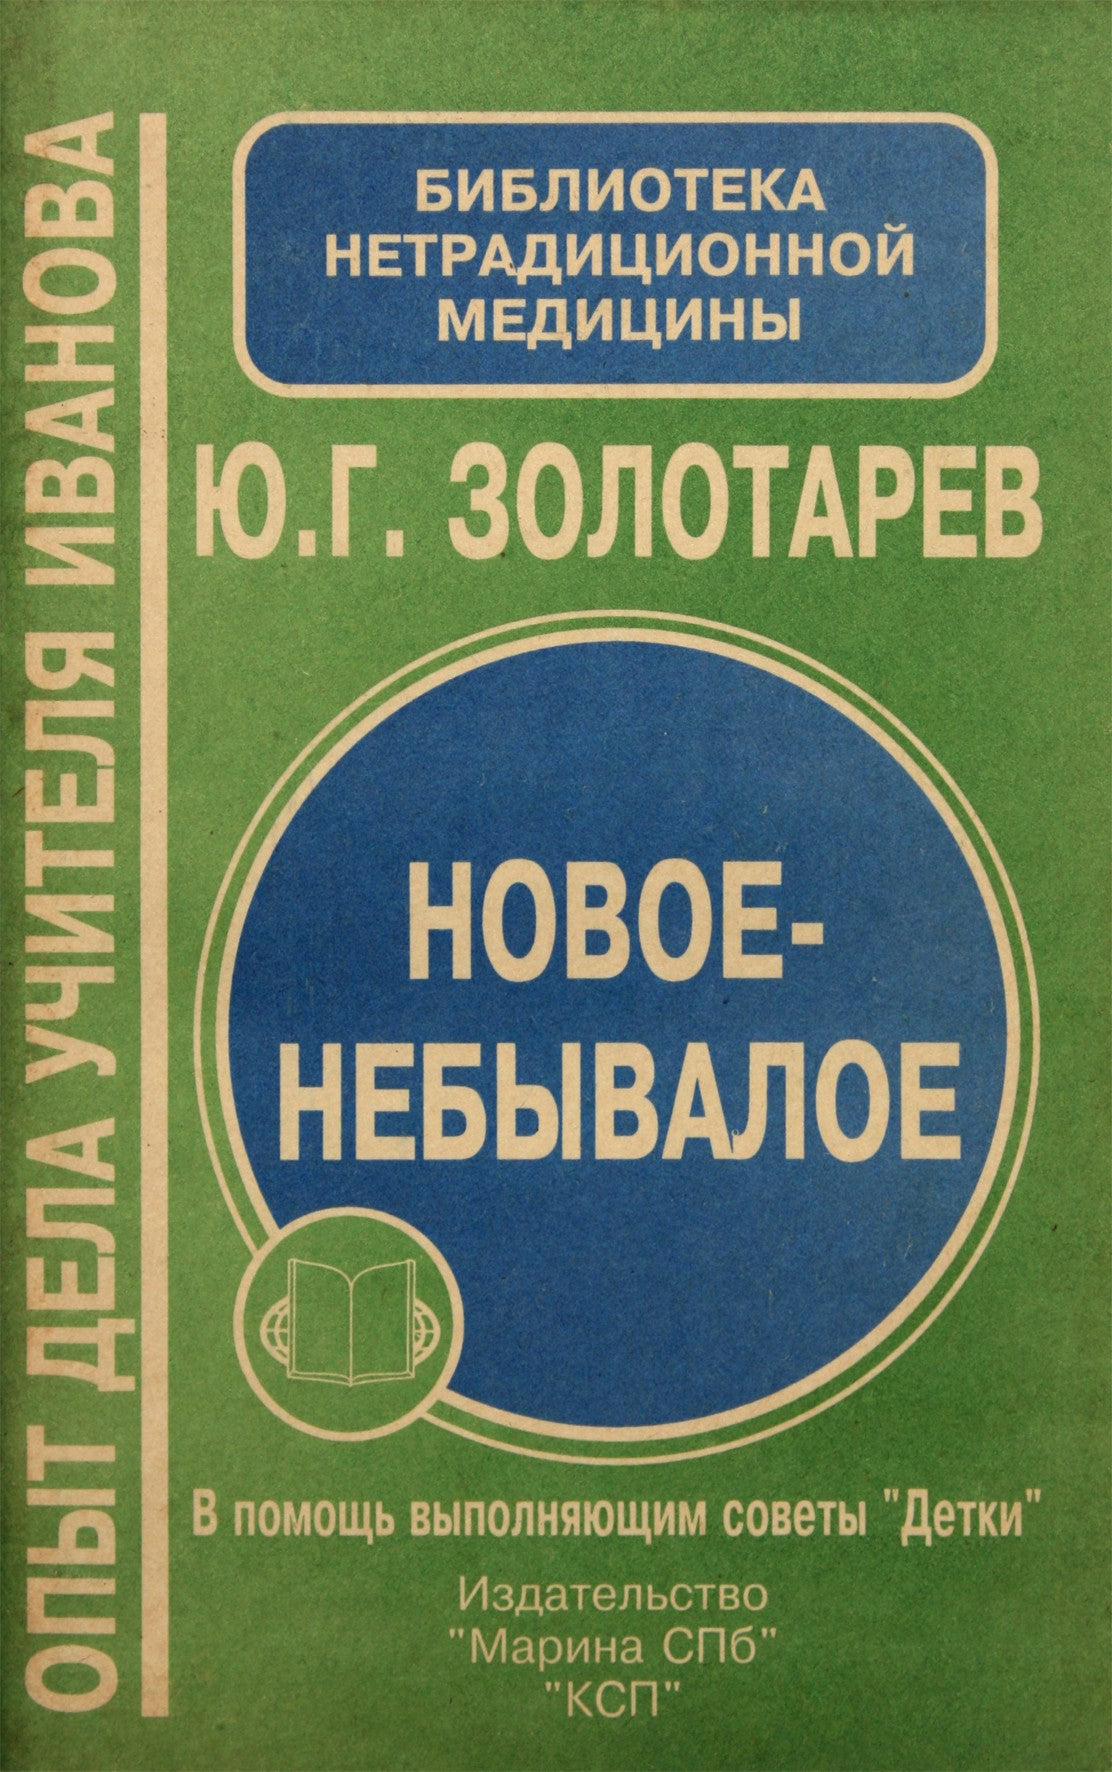 ОПЫТ ДЕЛА УЧИТЕЛЯ ИВАНОВА
БИБЛИОТЕКА
НЕТРАДИЦИОННОЙ
МЕДИЦИНЫ
Ю.Г. ЗОЛОТАРЕВ
НОВОЕ-
НЕБЫВАЛОЕ
В помощь выполняющим советы "Детки"
Издательство
"Марина СПб"
"КСП"